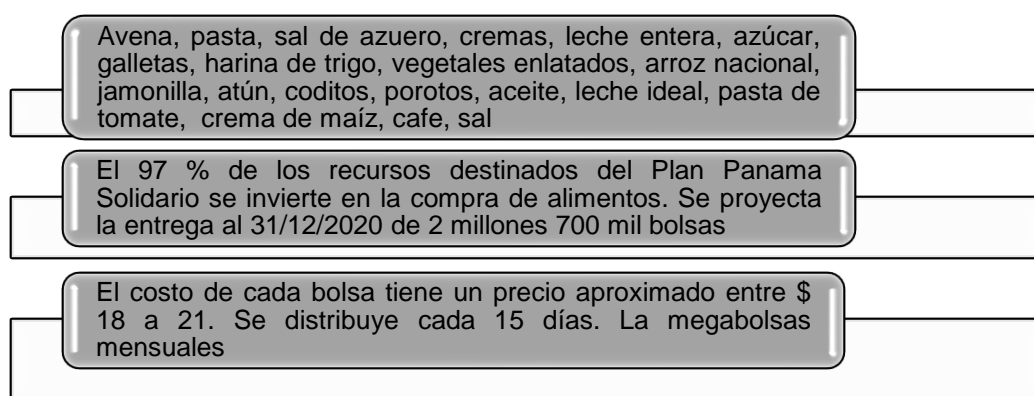 Avena, pasta, sal de azuero, cremas, leche entera, azúcar,
galletas, harina de trigo, vegetales enlatados, arroz nacional,
jamonilla, atún, coditos, porotos, aceite, leche ideal, pasta de
tomate, crema de maíz, cafe, sal
El 97 % de los recursos destinados del Plan Panama
Solidario se invierte en la compra de alimentos. Se proyecta
la entrega al 31/12/2020 de 2 millones 700 mil bolsas
El costo de cada bolsa tiene un precio aproximado entre $
18 a 21. Se distribuye cada 15 días. La megabolsas
mensuales